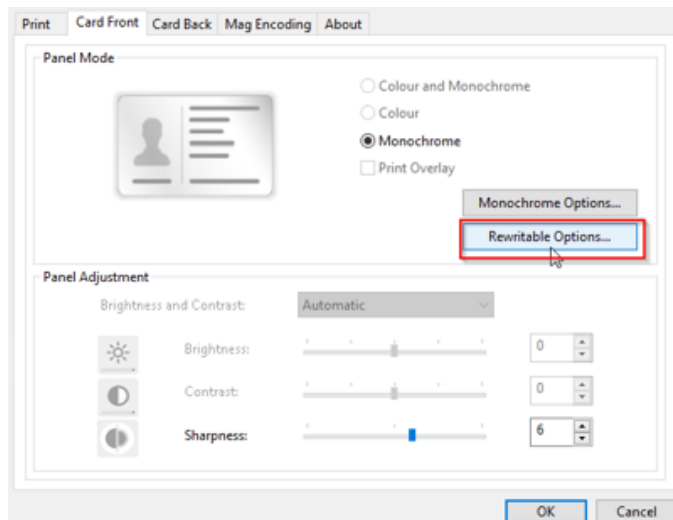 Print Card Front Card Back Mag Encoding About
Panel Mode
Colour and Monochrome
Colour
Monochrome
Print Overlay
Monochrome Options...
Rewritable Options...
Panel Adjustment
Brightness and Contrast: Automatic
Brightness: 0
Contrast: 0
Sharpness: 6
OK Cancel